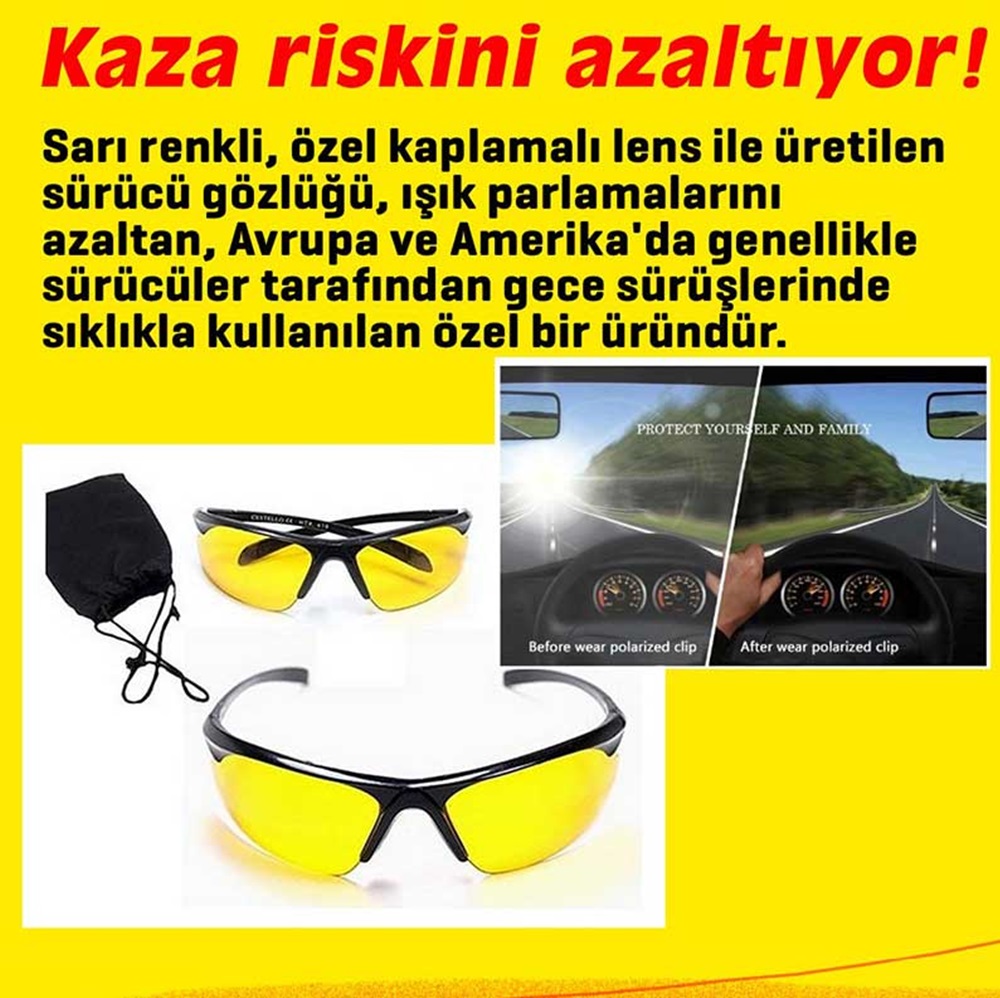 Kaza riskini azaltıyor!
Sarı renkli, özel kaplamalı lens ile üretilen
sürücü gözlüğü, ışık parlamalarını
azaltan, Avrupa ve Amerika'da genellikle
sürücüler tarafından gece sürüşlerinde
sıklıkla kullanılan özel bir üründür.
PROTECT YOURSELF AND FAMILY
Before wear polarized clip
After wear polarized clip